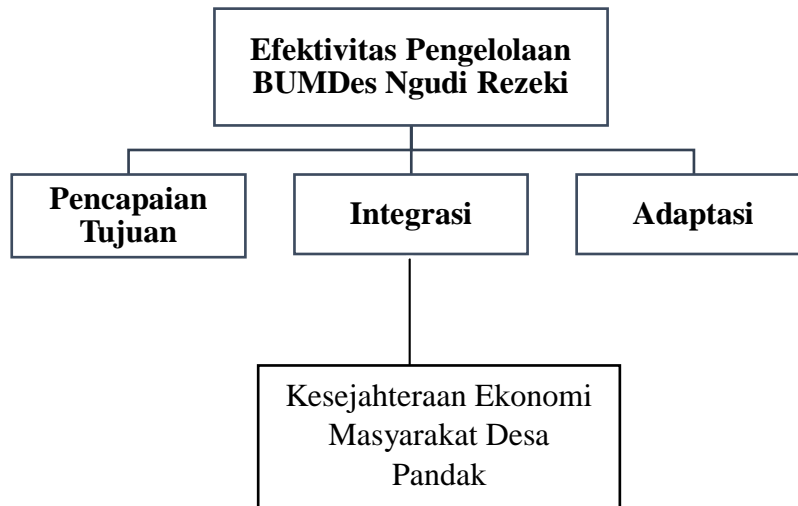 Efektivitas Pengelolaan
BUMDes Ngudi Rezeki
Pencapaian
Tujuan
Integrasi
Adaptasi
Kesejahteraan Ekonomi
Masyarakat Desa
Pandak